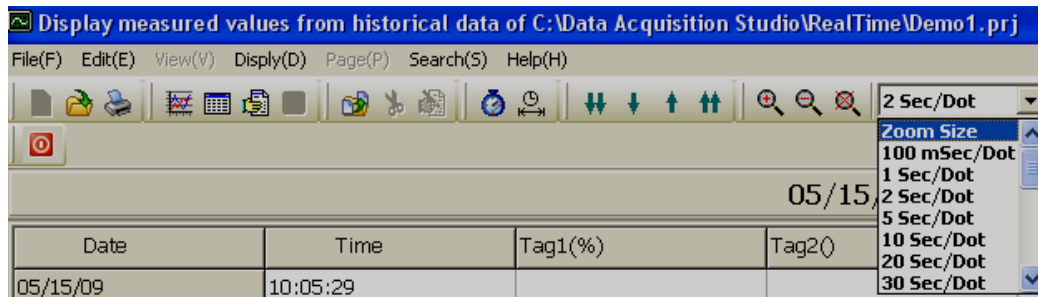 Display measured values from historical data of C:\Data Acquisition Studio\RealTime\Demo1.prj
File(F) Edit(E) View(V) Disply(D) Page(P) Search(S) Help(H)
2 Sec/Dot
Zoom Size
100 mSec/Dot
1 Sec/Dot
2 Sec/Dot
5 Sec/Dot
10 Sec/Dot
20 Sec/Dot
30 Sec/Dot
05/15/
Date Time Tag1(%) Tag2()
05/15/09 10:05:29